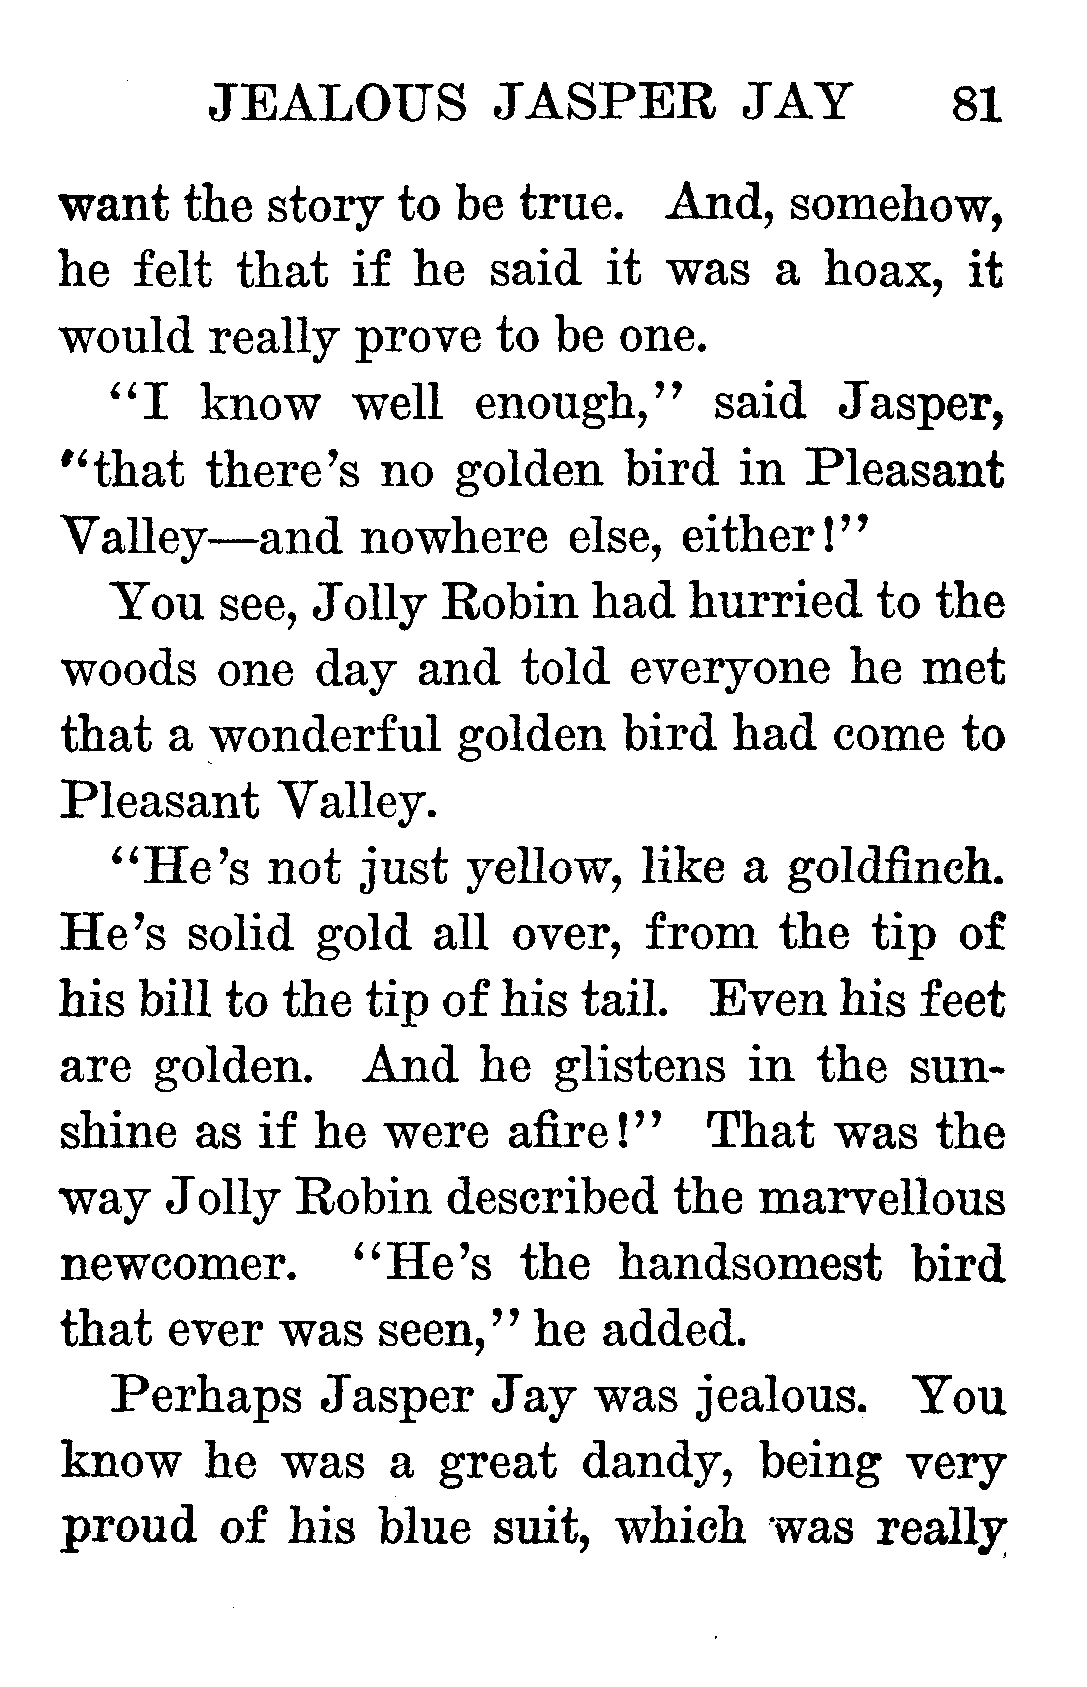 JEALOUS JASPER JAY 81
want the story to be true. And, somehow,
he felt that if he said it was a hoax, it
would really prove to be one.
"I know well enough," said Jasper,
"that there's no golden bird in Pleasant
Valley—and nowhere else, either!"
You see, Jolly Robin had hurried to the
woods one day and told everyone he met
that a wonderful golden bird had come to
Pleasant Valley.
"He's not just yellow, like a goldfinch.
He's solid gold all over, from the tip of
his bill to the tip of his tail. Even his feet
are golden. And he glistens in the sun-
shine as if he were afire!" That was the
way Jolly Robin described the marvellous
newcomer. "He's the handsomest bird
that ever was seen," he added.
Perhaps Jasper Jay was jealous. You
know he was a great dandy, being very
proud of his blue suit, which was really